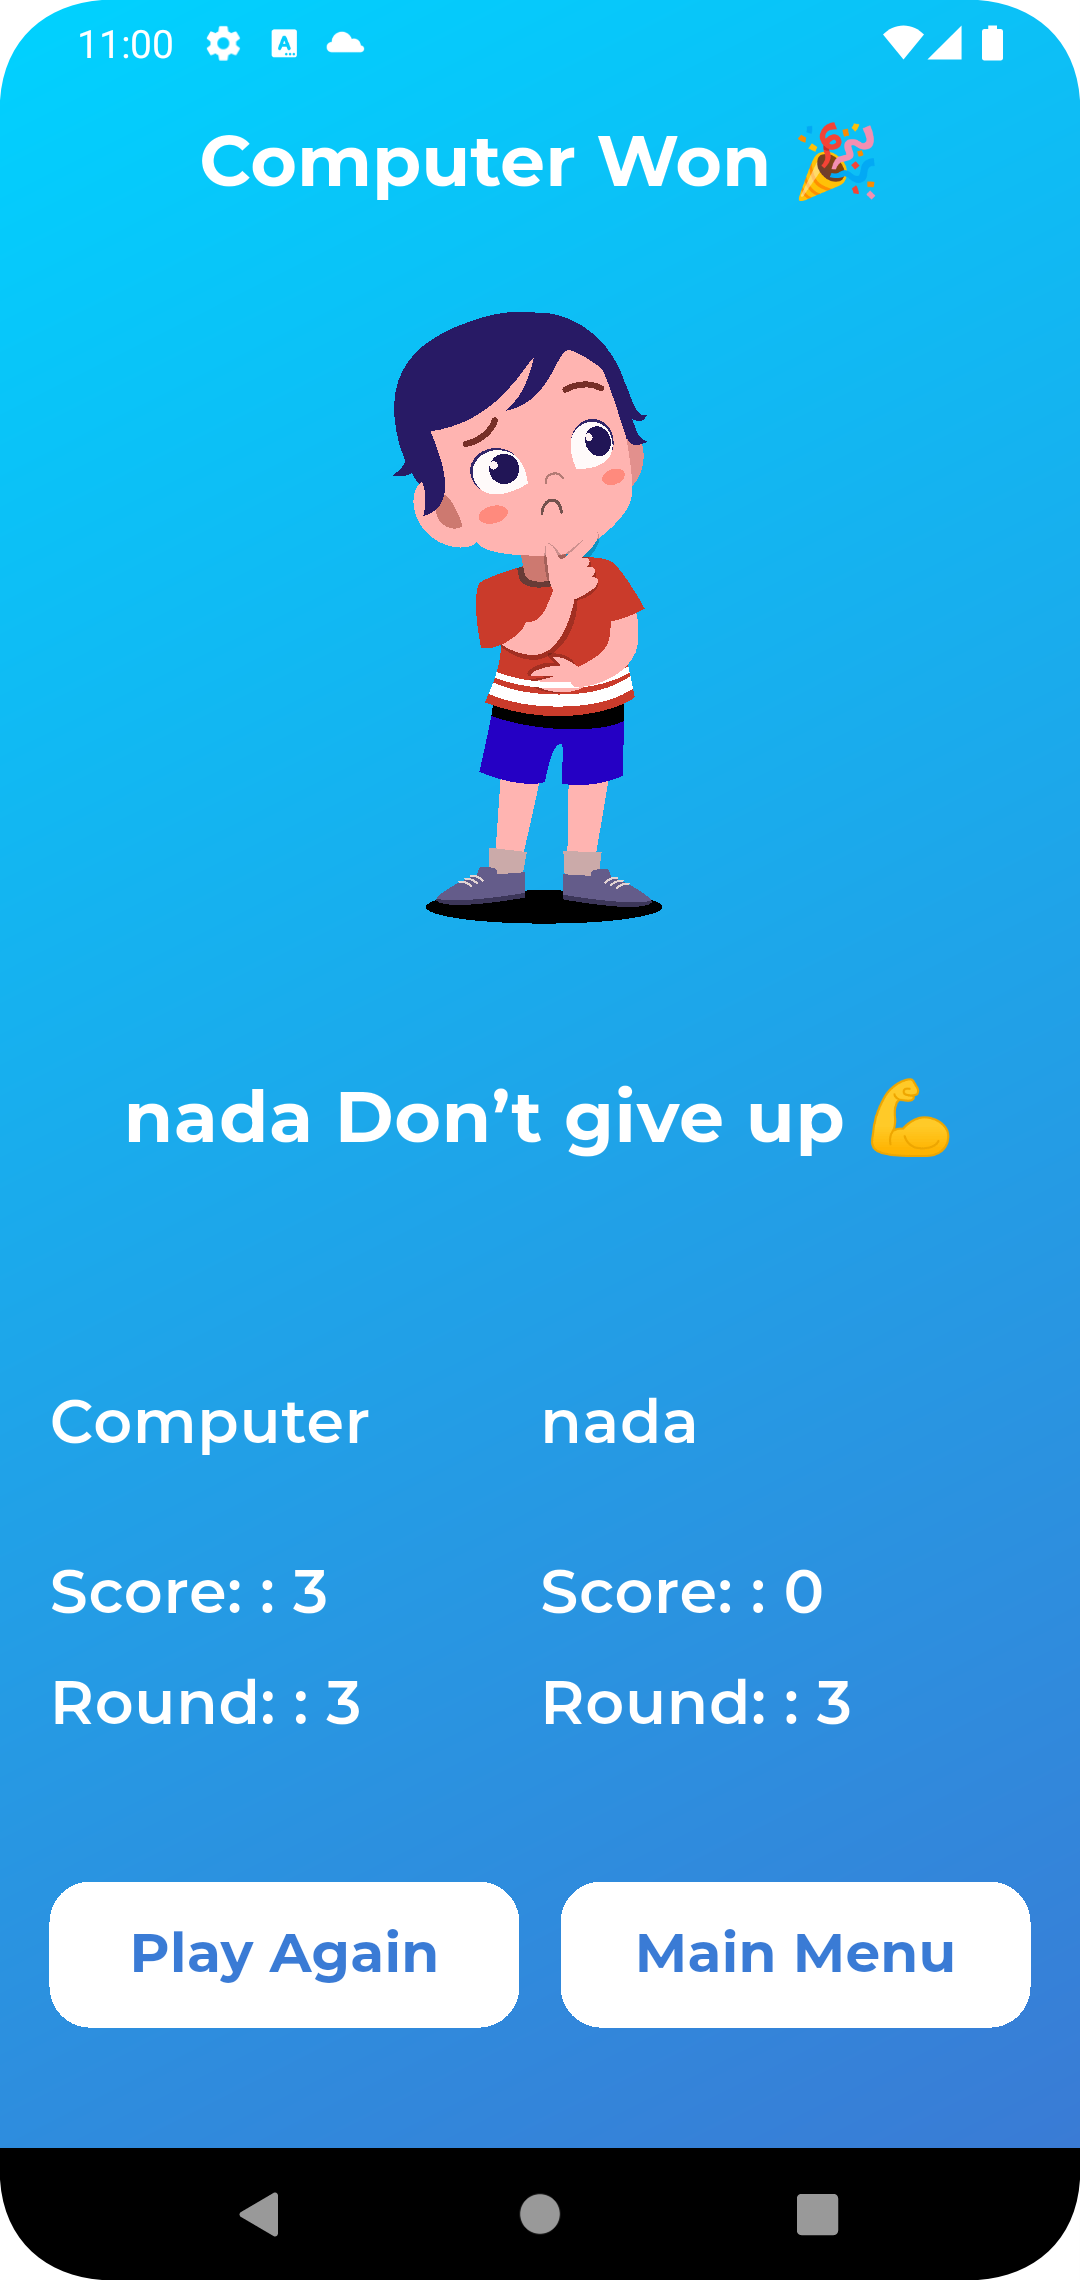 11:00
Computer Won 🎉
nada Don’t give up 💪
Computer
nada
Score: : 3
Score: : 0
Round: : 3
Round: : 3
Play Again
Main Menu